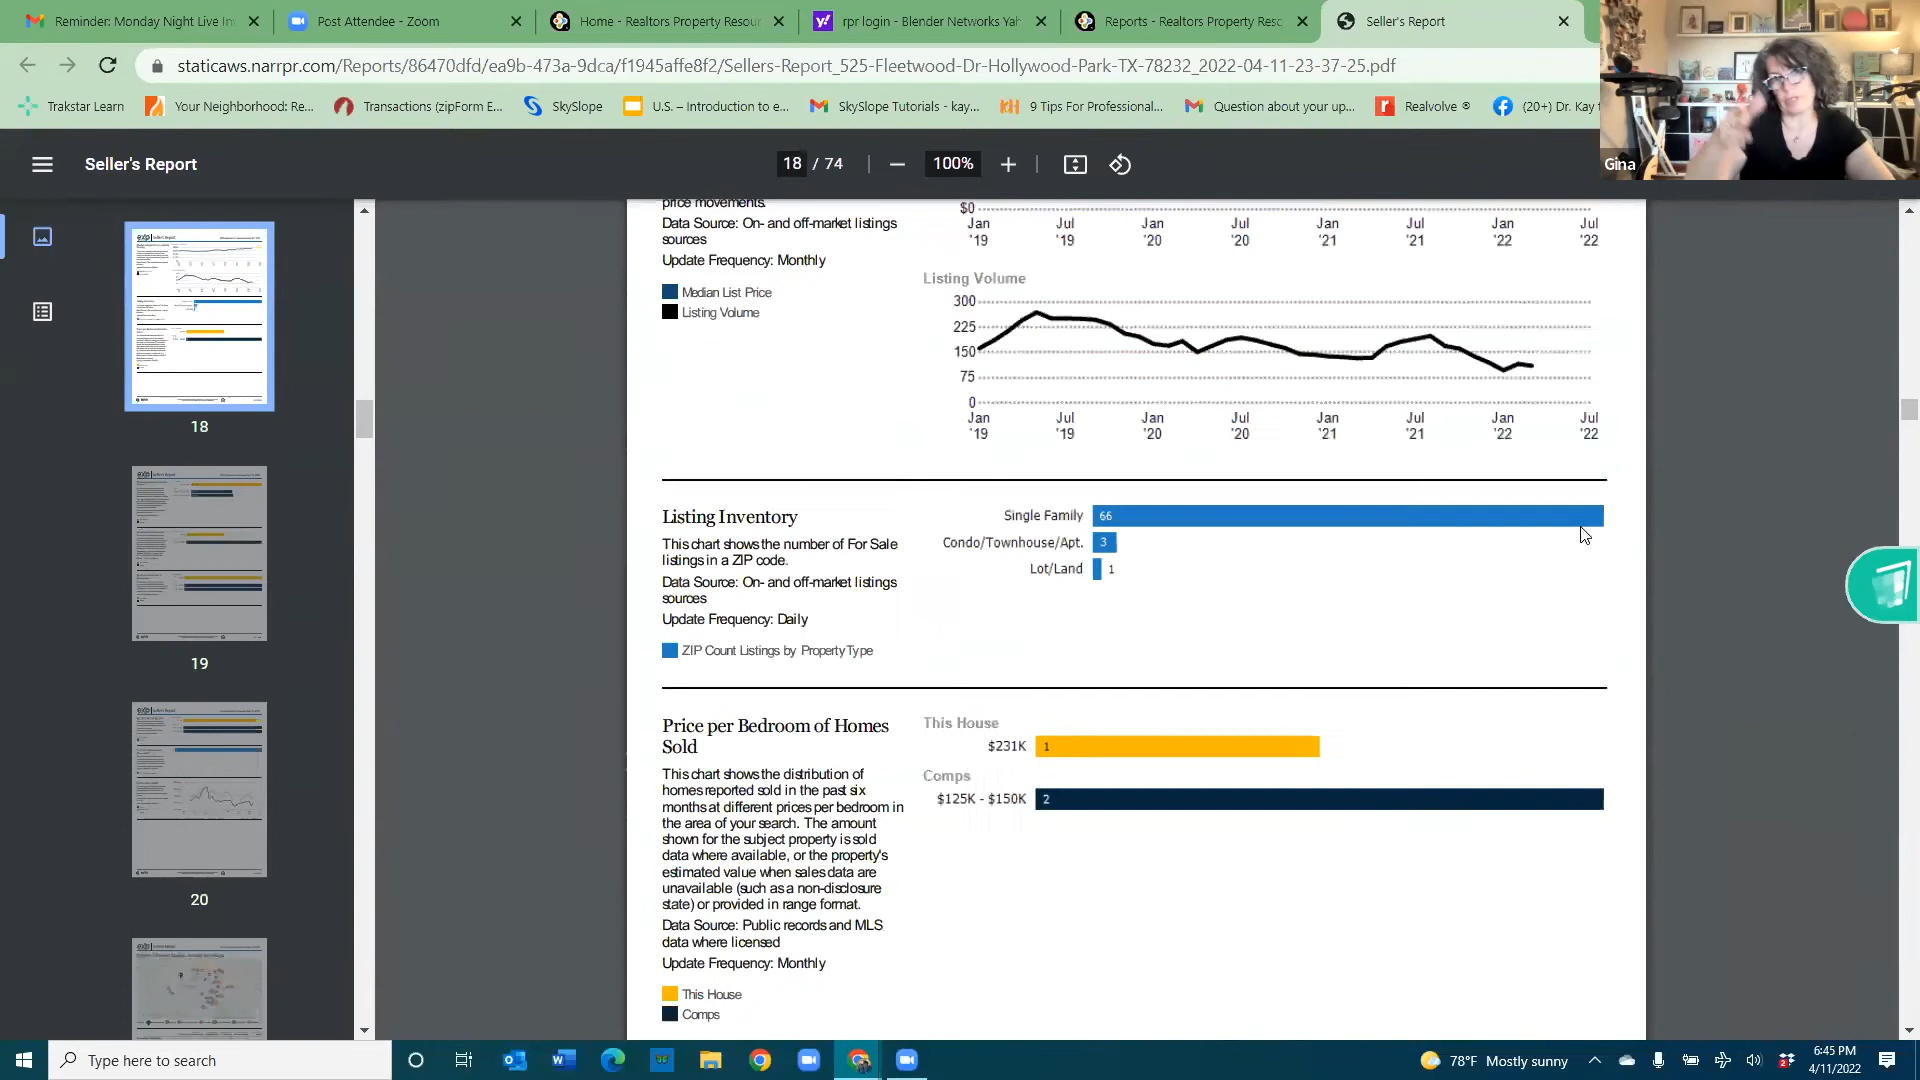 Reminder: Monday Night Live In
Post Attendee - Zoom
Home - Realtors Property Resour
rpr login - Blender Networks Yah
Reports - Realtors Property Reso
Seller's Report
staticaws.narrpr.com/Reports/86470dfd/ea9b-473a-9dca/f1945affe8f2/Sellers-Report_525-Fleetwood-Dr-Hollywood-Park-TX-78232_2022-04-11-23-37-25.pdf
Trakstar Learn
Your Neighborhood: Re...
Transactions (zipForm E...
SkySlope
U.S. – Introduction to e...
SkySlope Tutorials - kay...
9 Tips For Professional...
Question about your up...
Realvolve ®
(20+) Dr. Kay f
Gina
Seller's Report
18 / 74
100%
18
19
20
price movements.
Data Source: On- and off-market listings
sources
Update Frequency: Monthly
Median List Price
Listing Volume
$0
Jan '19
Jul '19
Jan '20
Jul '20
Jan '21
Jul '21
Jan '22
Jul '22
Listing Volume
300
225
150
75
0
Jan '19
Jul '19
Jan '20
Jul '20
Jan '21
Jul '21
Jan '22
Jul '22
Listing Inventory
This chart shows the number of For Sale
listings in a ZIP code.
Data Source: On- and off-market listings
sources
Update Frequency: Daily
ZIP Count Listings by Property Type
Single Family 66
Condo/Townhouse/Apt. 3
Lot/Land 1
Price per Bedroom of Homes
Sold
This chart shows the distribution of
homes reported sold in the past six
months at different prices per bedroom in
the area of your search. The amount
shown for the subject property is sold
data where available, or the property's
estimated value when sales data are
unavailable (such as a non-disclosure
state) or provided in range format.
Data Source: Public records and MLS
data where licensed
Update Frequency: Monthly
This House
Comps
This House
$231K 1
Comps
$125K - $150K 2
Type here to search
78°F Mostly sunny
6:45 PM
4/11/2022